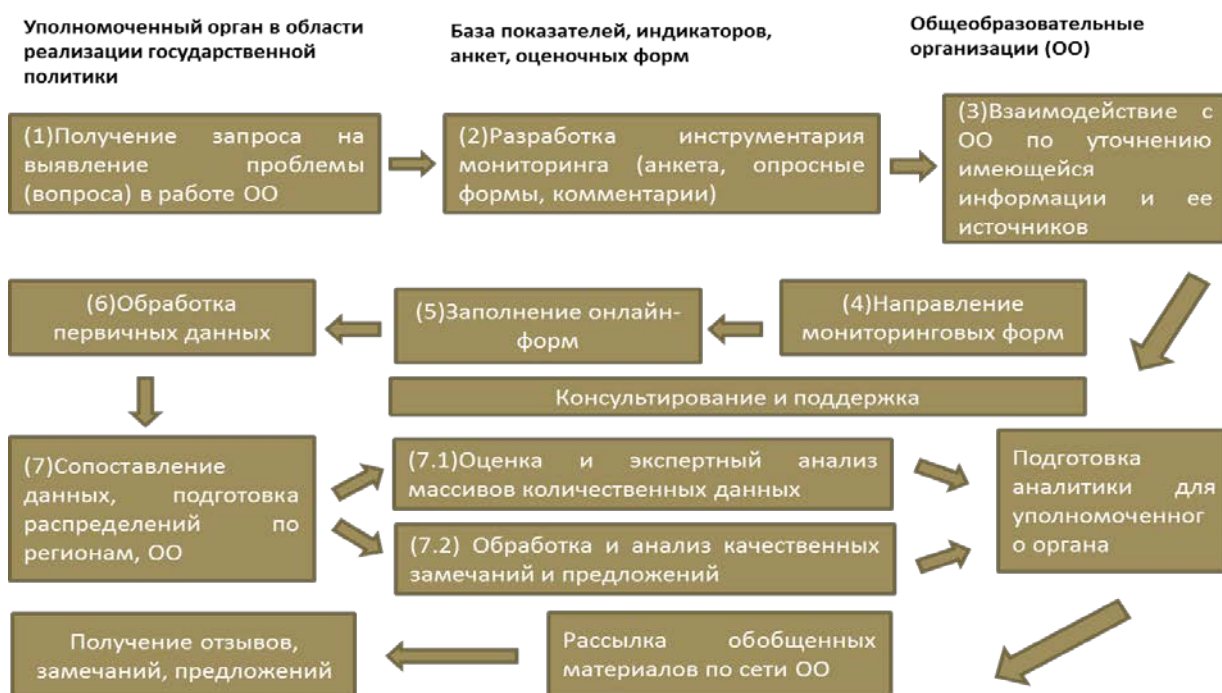 Уполномоченный орган в области
реализации государственной
политики
База показателей, индикаторов,
анкет, оценочных форм
Общеобразовательные
организации (ОО)
(1)Получение запроса на
выявление проблемы
(вопроса) в работе ОО
(2)Разработка инструментария
мониторинга (анкета, опросные
формы, комментарии)
(3)Взаимодействие с
ОО по уточнению
имеющейся
информации и ее
источников
(6)Обработка
первичных данных
(5)Заполнение онлайн-
форм
(4)Направление
мониторинговых форм
Консультирование и поддержка
(7)Сопоставление
данных, подготовка
распределений по
регионам, ОО
(7.1)Оценка и экспертный анализ
массивов количественных данных
(7.2) Обработка и анализ качественных
замечаний и предложений
Подготовка
аналитики для
уполномоченног
о органа
Получение отзывов,
замечаний, предложений
Рассылка обобщенных
материалов по сети ОО